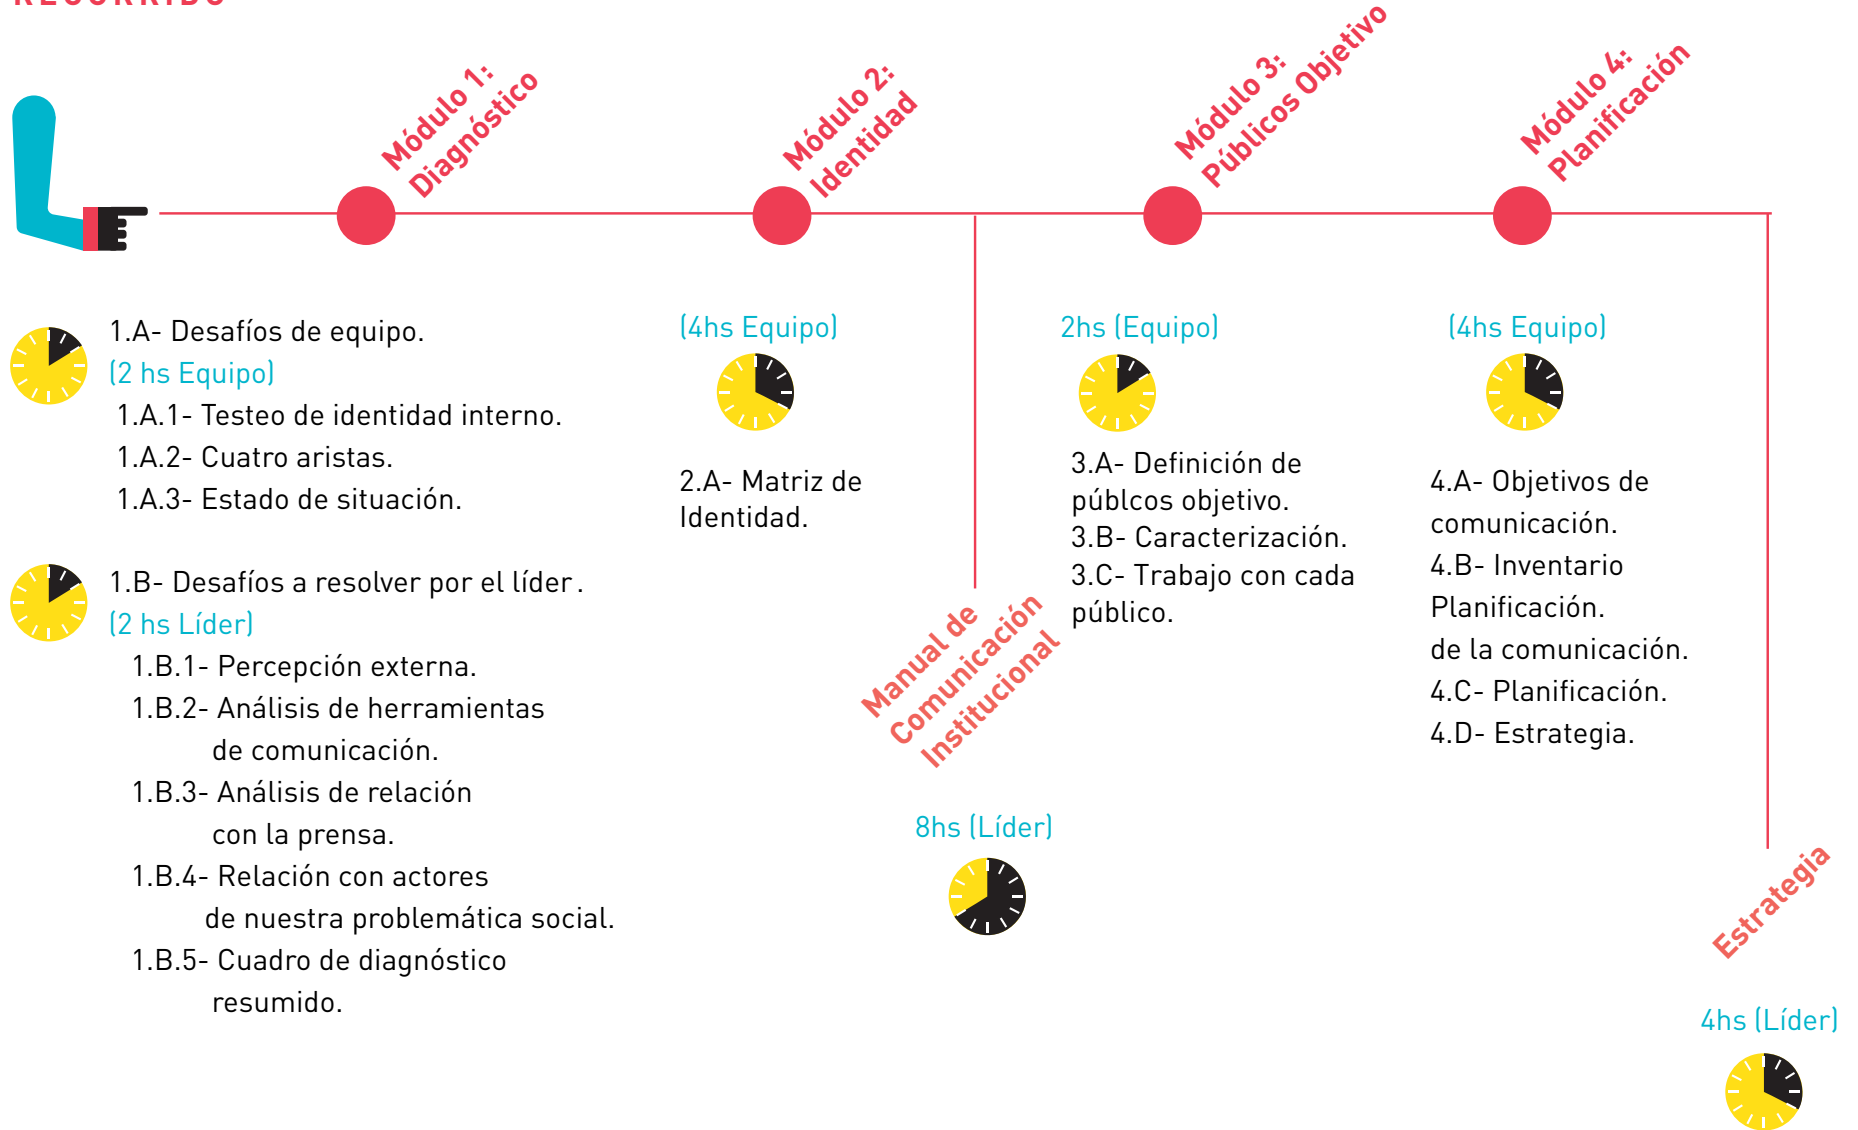 RECORRIDO
Módulo 1:
Diagnóstico
Módulo 2:
Identidad
Módulo 3:
Públicos Objetivo
Módulo 4:
Planificación
1.A- Desafíos de equipo.
(2 hs Equipo)
1.A.1- Testeo de identidad interno.
1.A.2- Cuatro aristas.
1.A.3- Estado de situación.
1.B- Desafíos a resolver por el líder.
(2 hs Líder)
1.B.1- Percepción externa.
1.B.2- Análisis de herramientas
de comunicación.
1.B.3- Análisis de relación
con la prensa.
1.B.4- Relación con actores
de nuestra problemática social.
1.B.5- Cuadro de diagnóstico
resumido.
(4hs Equipo)
2.A- Matriz de
Identidad.
Manual de
Comunicación
Institucional
8hs (Líder)
2hs (Equipo)
3.A- Definición de
públcos objetivo.
3.B- Caracterización.
3.C- Trabajo con cada
público.
(4hs Equipo)
4.A- Objetivos de
comunicación.
4.B- Inventario
Planificación.
de la comunicación.
4.C- Planificación.
4.D- Estrategia.
Estrategia
4hs (Líder)